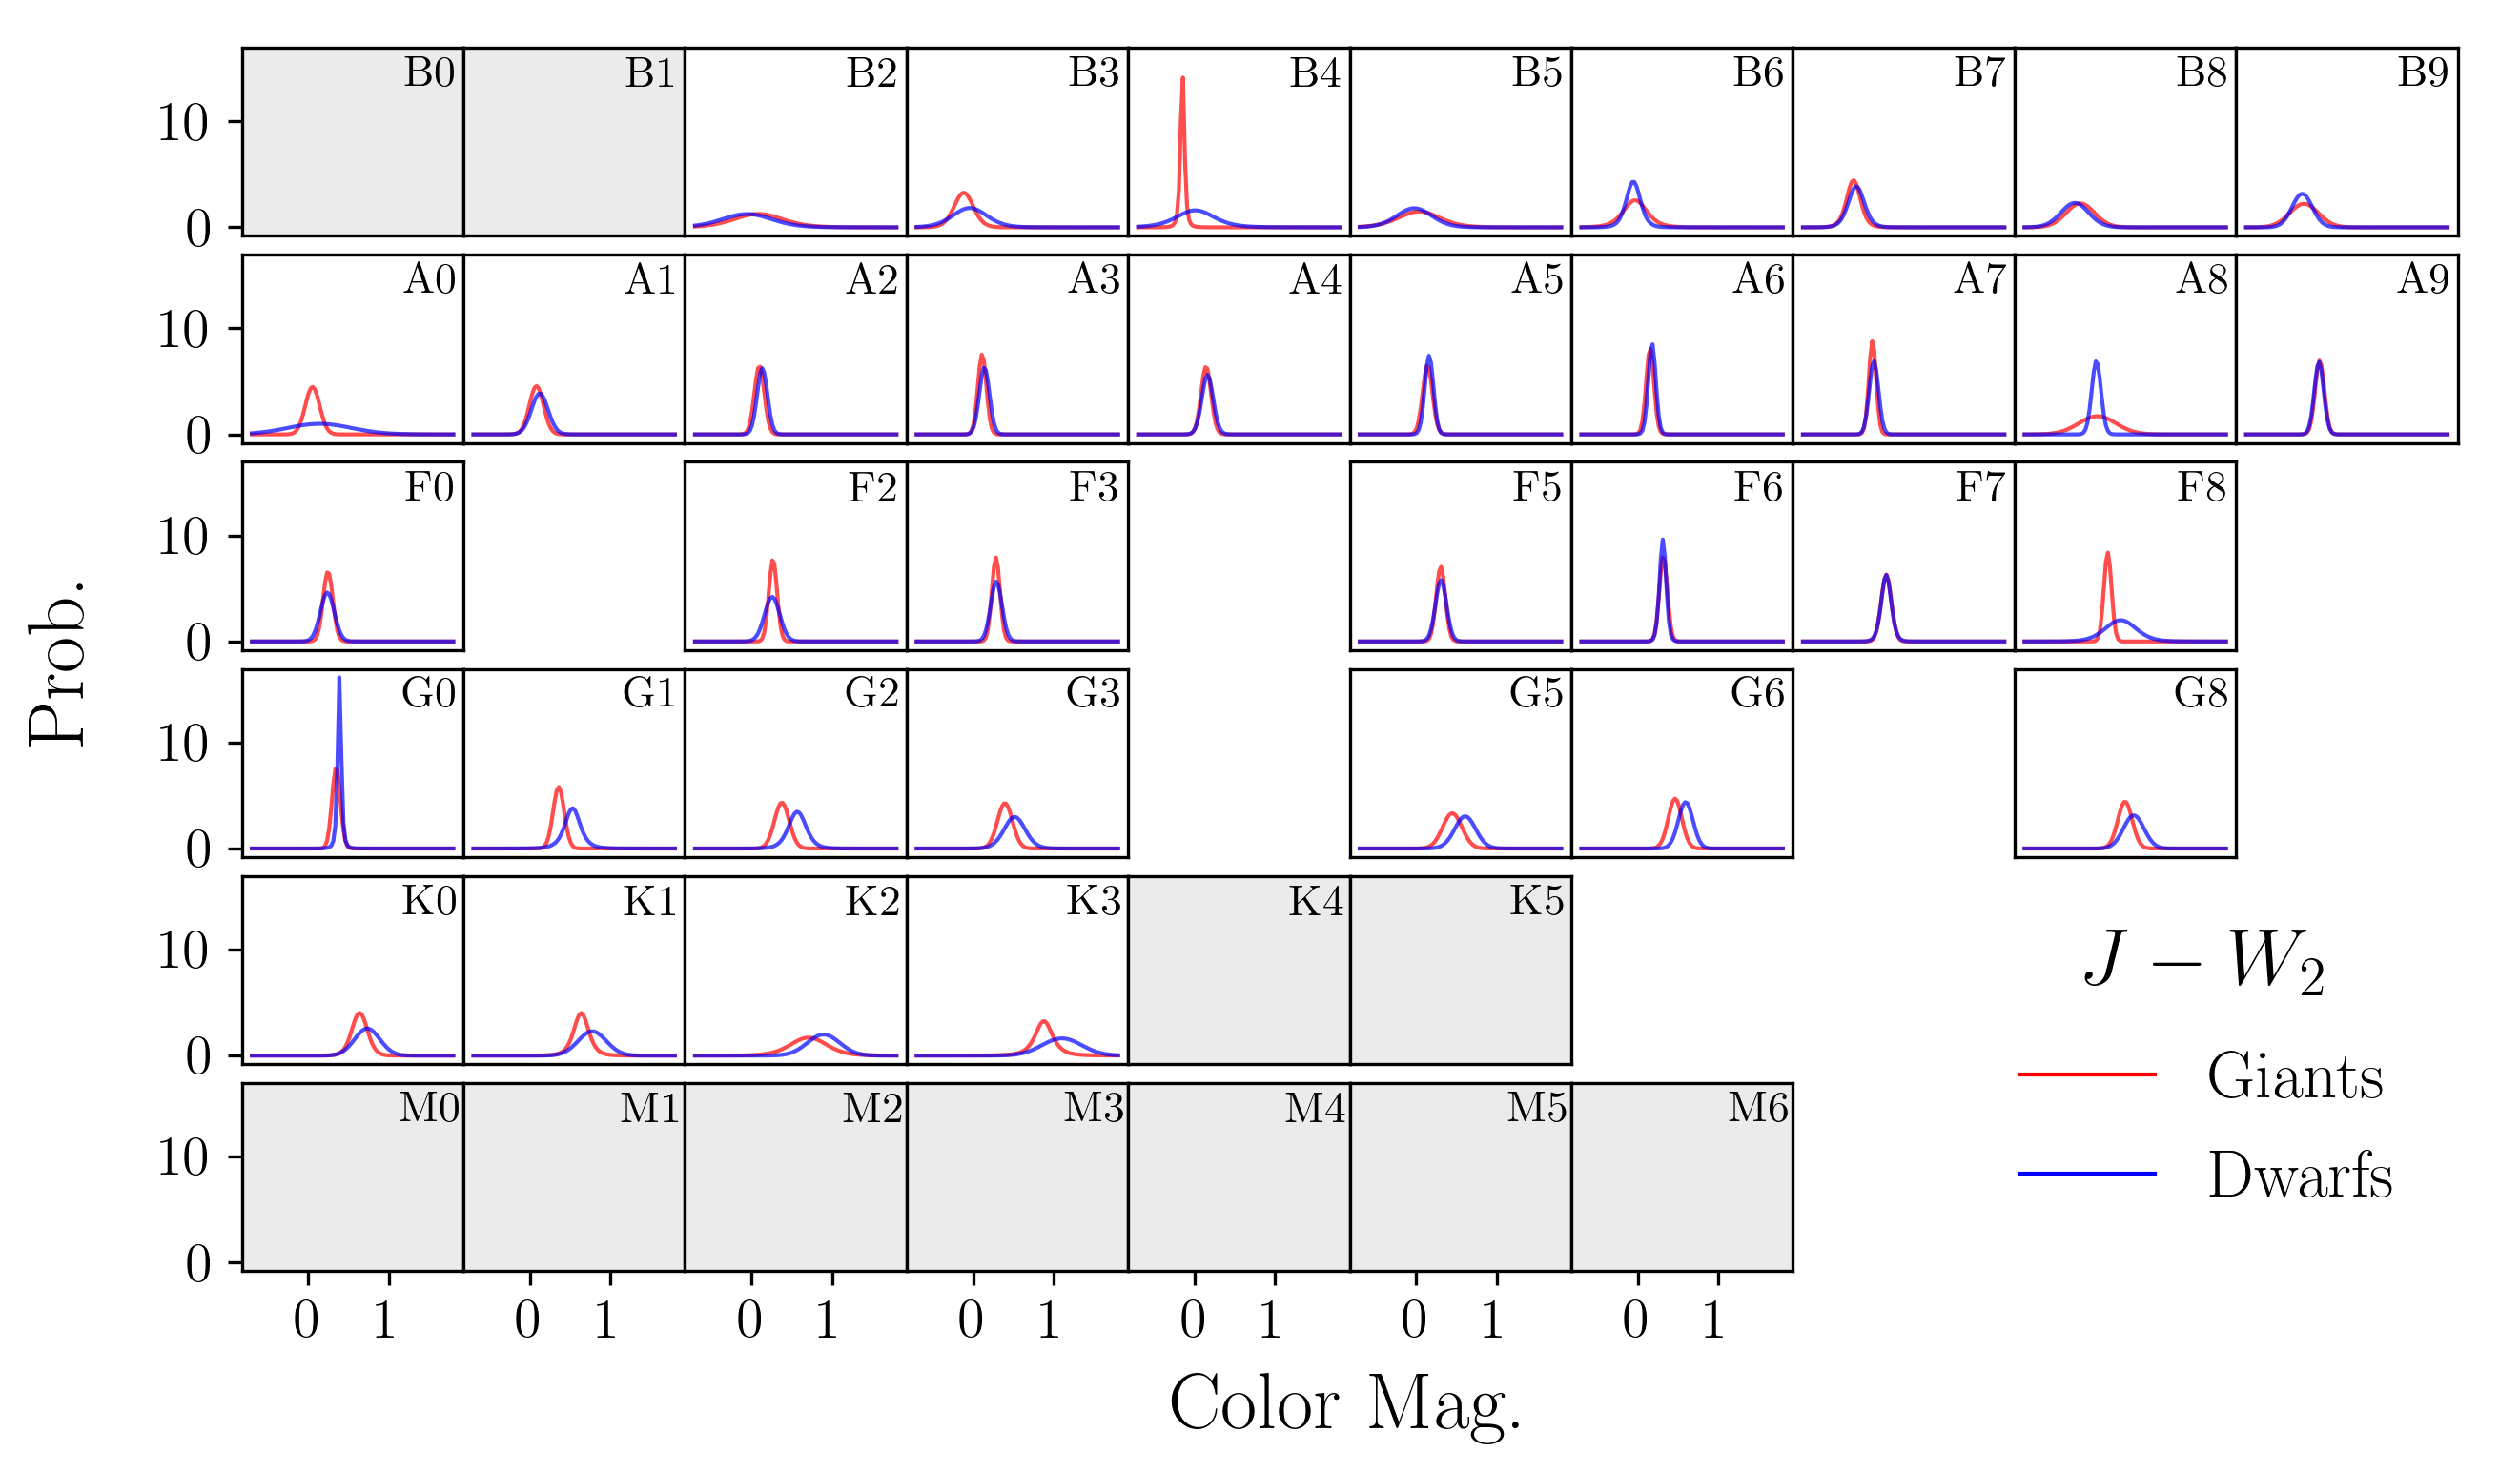 B0 B1 B2 B3 B4 B5 B6 B7 B8 B9
10
0
A0 A1 A2 A3 A4 A5 A6 A7 A8 A9
10
0
F0 F2 F3 F5 F6 F7 F8
10
0
G0 G1 G2 G3 G5 G6 G8
10
0
K0 K1 K2 K3 K4 K5
10
0
M0 M1 M2 M3 M4 M5 M6
10
0
0 1 0 1 0 1 0 1 0 1 0 1 0 1
Prob.
Color Mag.
J − W₂
Giants
Dwarfs